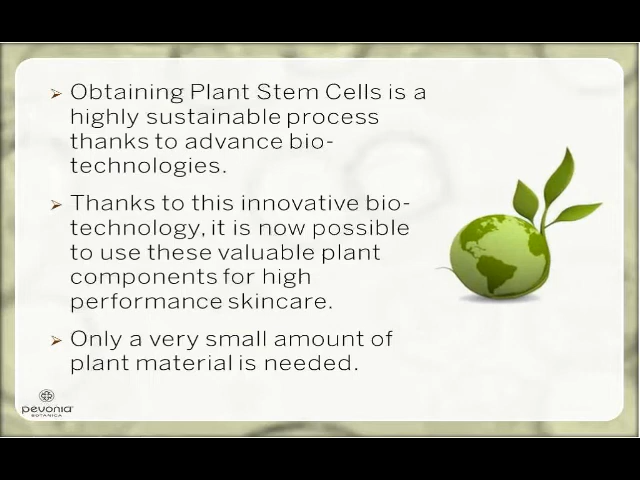 Obtaining Plant Stem Cells is a
highly sustainable process
thanks to advance bio-
technologies.
Thanks to this innovative bio-
technology, it is now possible
to use these valuable plant
components for high
performance skincare.
Only a very small amount of
plant material is needed.
pevonia
BOTANICA